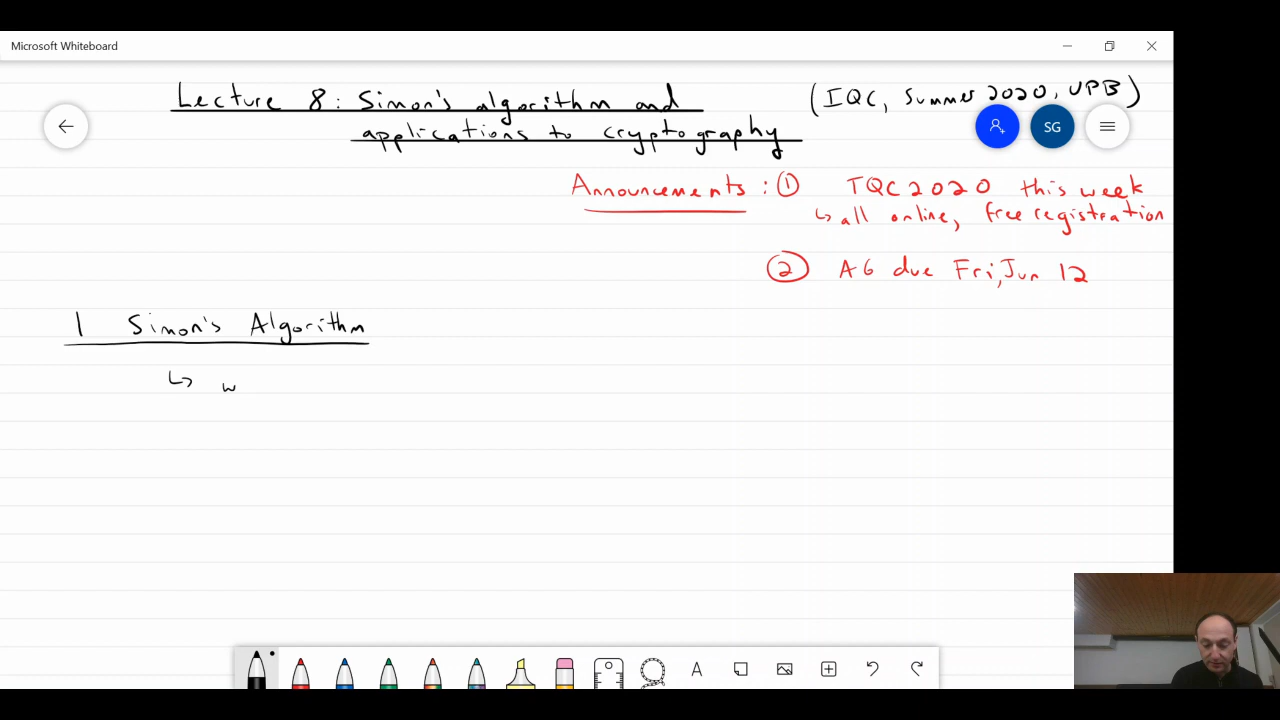 Microsoft Whiteboard
Lecture 8: Simon's algorithm and
applications to cryptography
(IQC, Summer 2020, UPB)
SG
Announcements: ① TQC 2020 this week
↳ all online, free registration
② A6 due Fri, Jun 12
1 Simon's Algorithm
↳ w
A